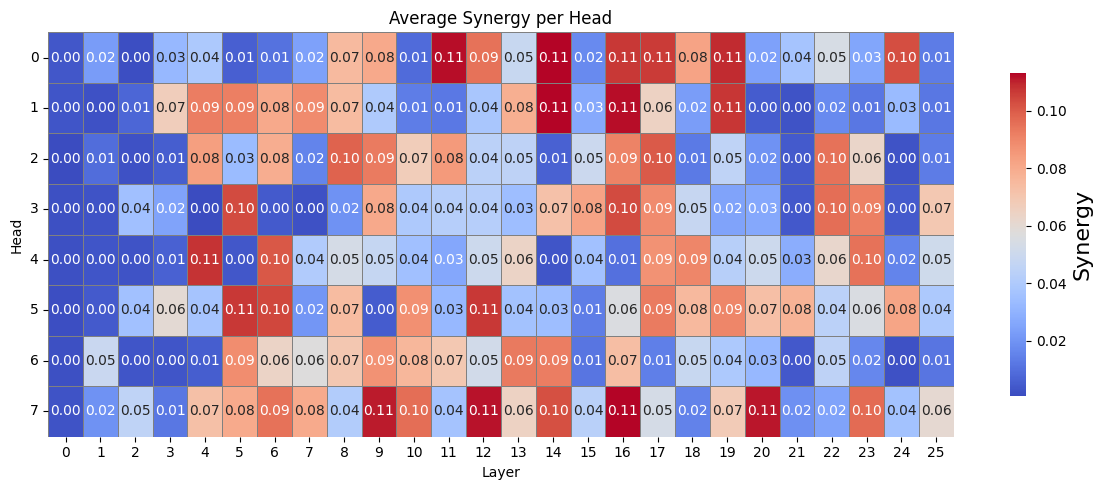 Average Synergy per Head
0 0.00 0.02 0.00 0.03 0.04 0.01 0.01 0.02 0.07 0.08 0.01 0.11 0.09 0.05 0.11 0.02 0.11 0.11 0.08 0.11 0.02 0.04 0.05 0.03 0.10 0.01
1 0.00 0.00 0.01 0.07 0.09 0.09 0.08 0.09 0.07 0.04 0.01 0.01 0.04 0.08 0.11 0.03 0.11 0.06 0.02 0.11 0.00 0.00 0.02 0.01 0.03 0.01
2 0.00 0.01 0.00 0.01 0.08 0.03 0.08 0.02 0.10 0.09 0.07 0.08 0.04 0.05 0.01 0.05 0.09 0.10 0.01 0.05 0.02 0.00 0.10 0.06 0.00 0.01
3 0.00 0.00 0.04 0.02 0.00 0.10 0.00 0.00 0.02 0.08 0.04 0.04 0.04 0.03 0.07 0.08 0.10 0.09 0.05 0.02 0.03 0.00 0.10 0.09 0.00 0.07
4 0.00 0.00 0.00 0.01 0.11 0.00 0.10 0.04 0.05 0.05 0.04 0.03 0.05 0.06 0.00 0.04 0.01 0.09 0.09 0.04 0.05 0.03 0.06 0.09 0.02 0.05
5 0.00 0.00 0.04 0.06 0.04 0.11 0.10 0.02 0.07 0.00 0.09 0.03 0.11 0.04 0.03 0.01 0.06 0.09 0.08 0.09 0.07 0.08 0.04 0.06 0.08 0.04
6 0.00 0.05 0.00 0.00 0.01 0.09 0.06 0.06 0.07 0.09 0.08 0.07 0.05 0.09 0.09 0.01 0.07 0.01 0.05 0.04 0.03 0.00 0.05 0.02 0.00 0.01
7 0.00 0.02 0.05 0.01 0.07 0.08 0.09 0.08 0.04 0.11 0.10 0.04 0.11 0.06 0.10 0.04 0.11 0.05 0.02 0.07 0.11 0.02 0.02 0.10 0.04 0.06
0 1 2 3 4 5 6 7 8 9 10 11 12 13 14 15 16 17 18 19 20 21 22 23 24 25
Layer
Head
0.10
0.08
0.06
0.04
0.02
Synergy